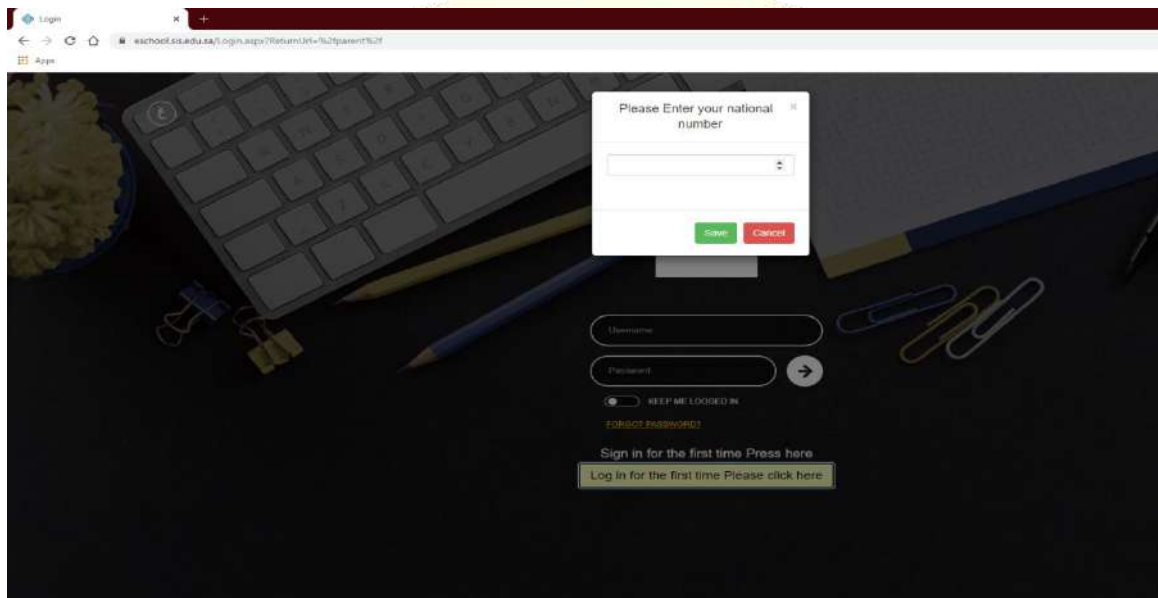 Login
eschool.sis.edu.sa/Login.aspx?ReturnUrl=%2fparent%2f
Apps
Please Enter your national
number
Save
Cancel
Username
Password
KEEP ME LOGGED IN
FORGOT PASSWORD?
Sign in for the first time Press here
Log in for the first time Please click here